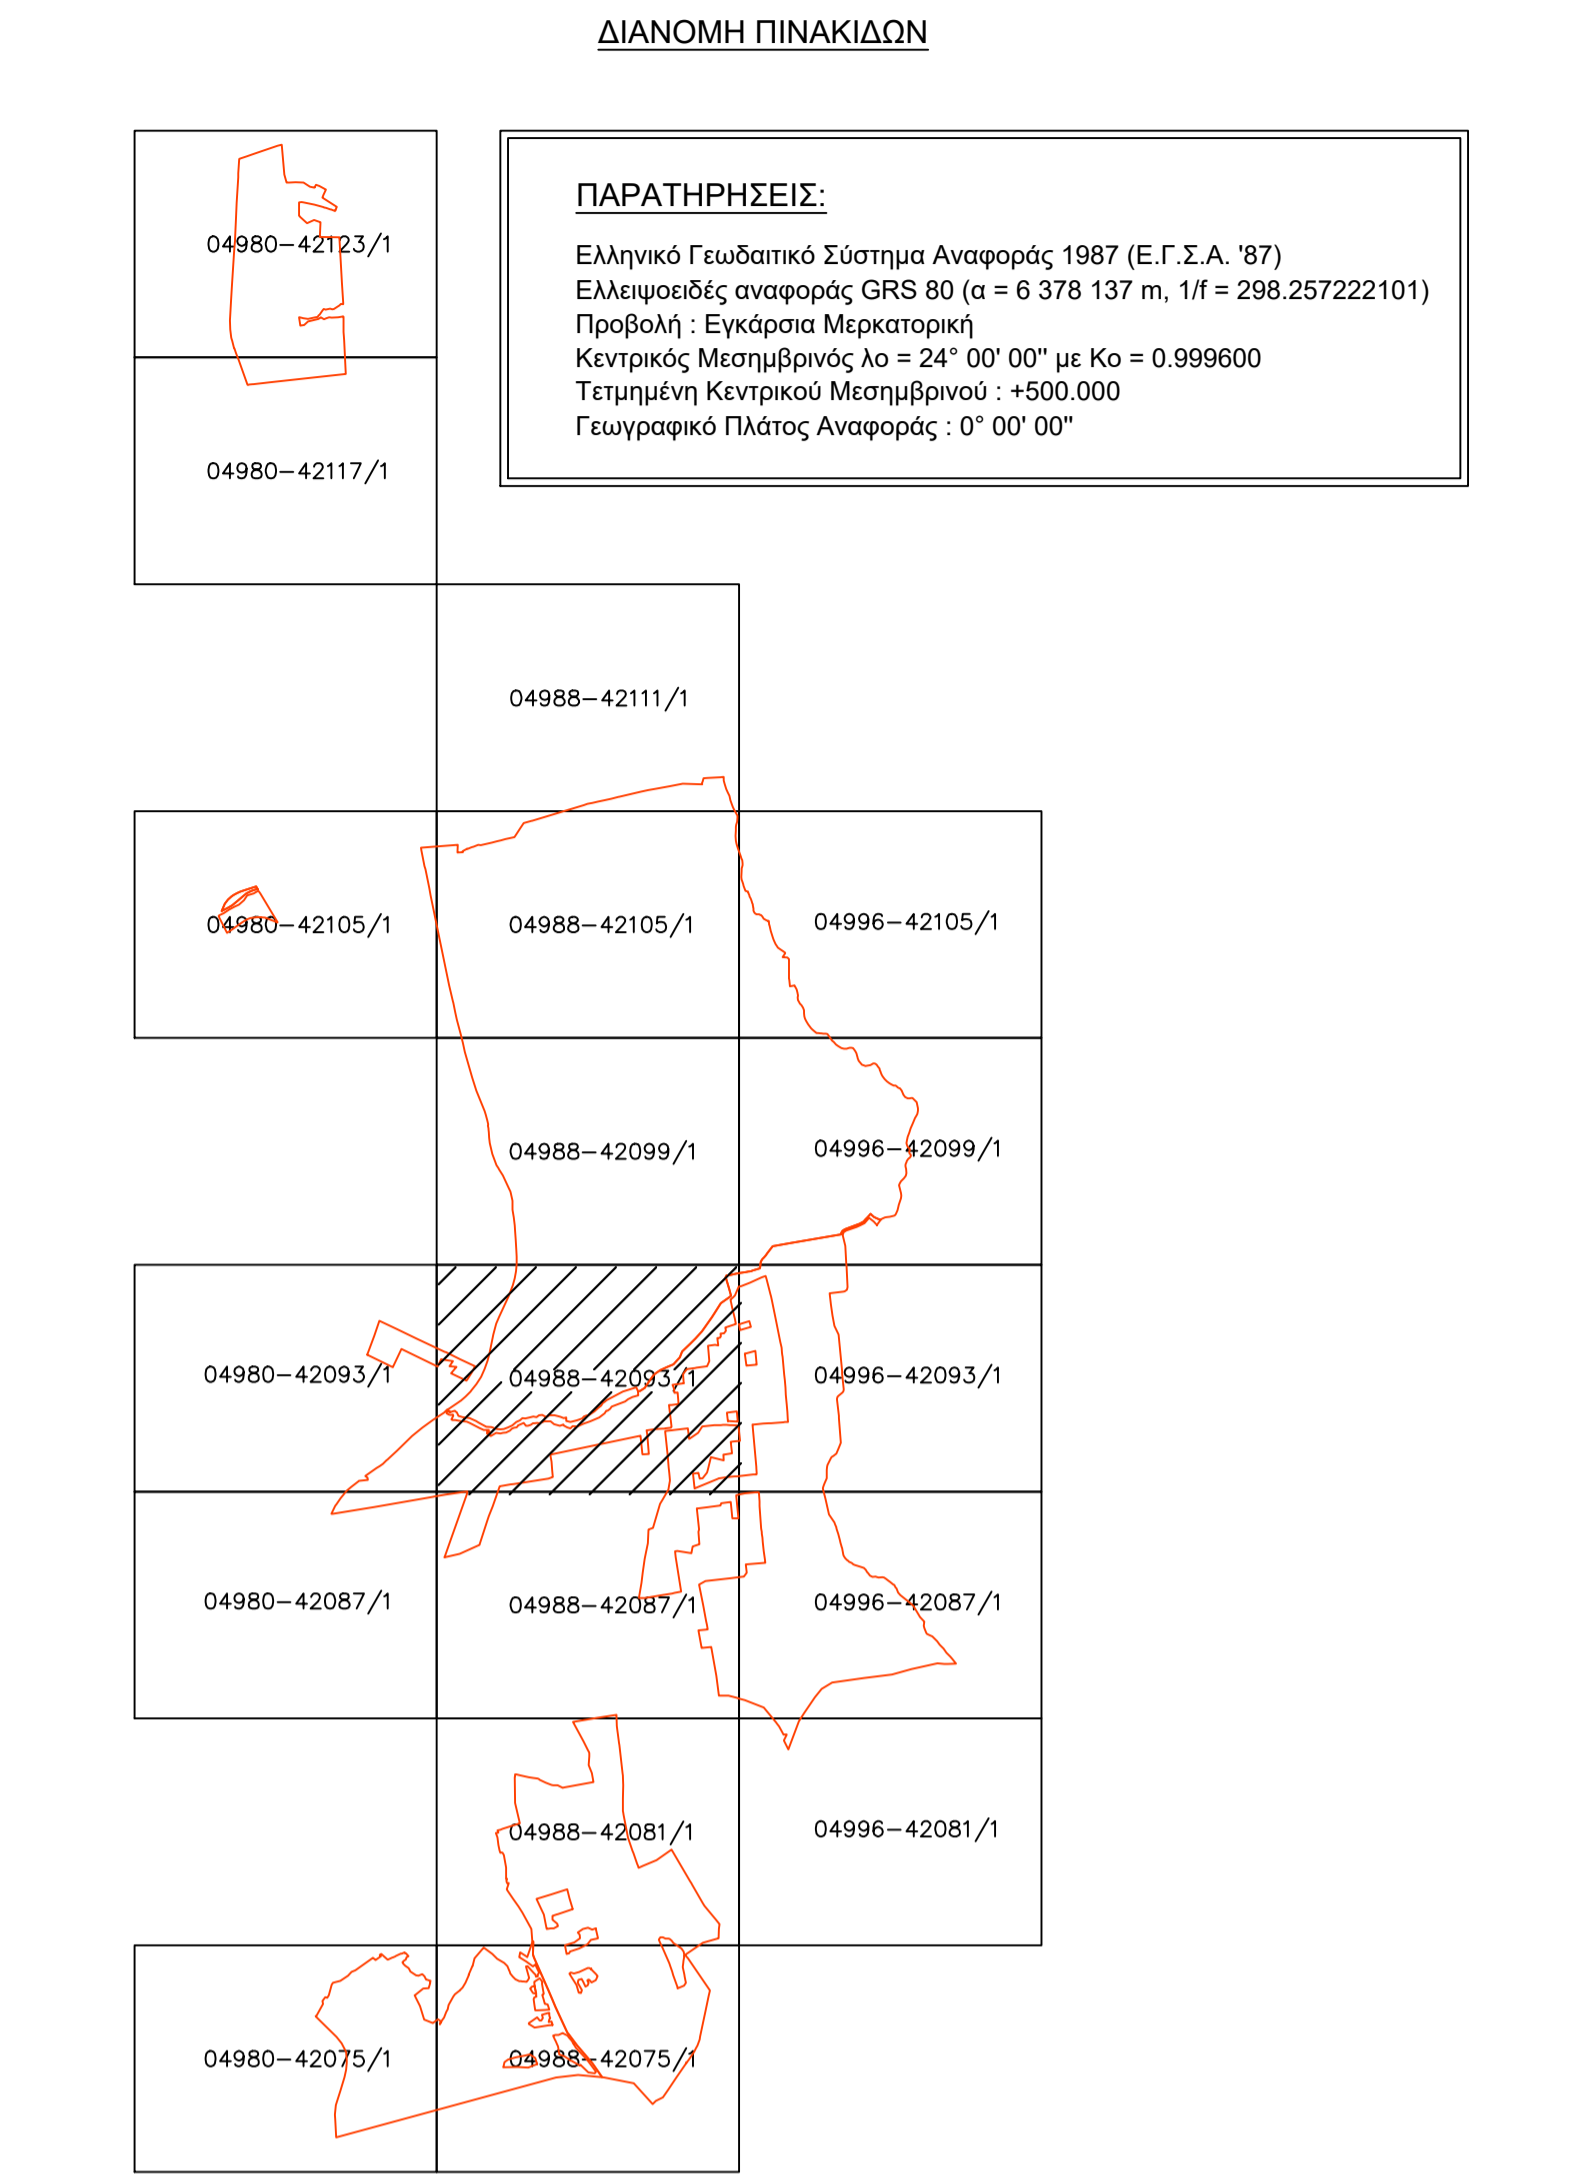 ΔΙΑΝΟΜΗ ΠΙΝΑΚΙΔΩΝ
ΠΑΡΑΤΗΡΗΣΕΙΣ:
Ελληνικό Γεωδαιτικό Σύστημα Αναφοράς 1987 (Ε.Γ.Σ.Α. '87)
Ελλειψοειδές αναφοράς GRS 80 (α = 6 378 137 m, 1/f = 298.257222101)
Προβολή : Εγκάρσια Μερκατορική
Κεντρικός Μεσημβρινός λο = 24° 00' 00'' με Κο = 0.999600
Τετμημένη Κεντρικού Μεσημβρινού : +500.000
Γεωγραφικό Πλάτος Αναφοράς : 0° 00' 00''
04980-42123/1
04980-42117/1
04988-42111/1
04980-42105/1 04988-42105/1 04996-42105/1
04988-42099/1 04996-42099/1
04980-42093/1 04988-42093/1 04996-42093/1
04980-42087/1 04988-42087/1 04996-42087/1
04988-42081/1 04996-42081/1
04980-42075/1 04988-42075/1